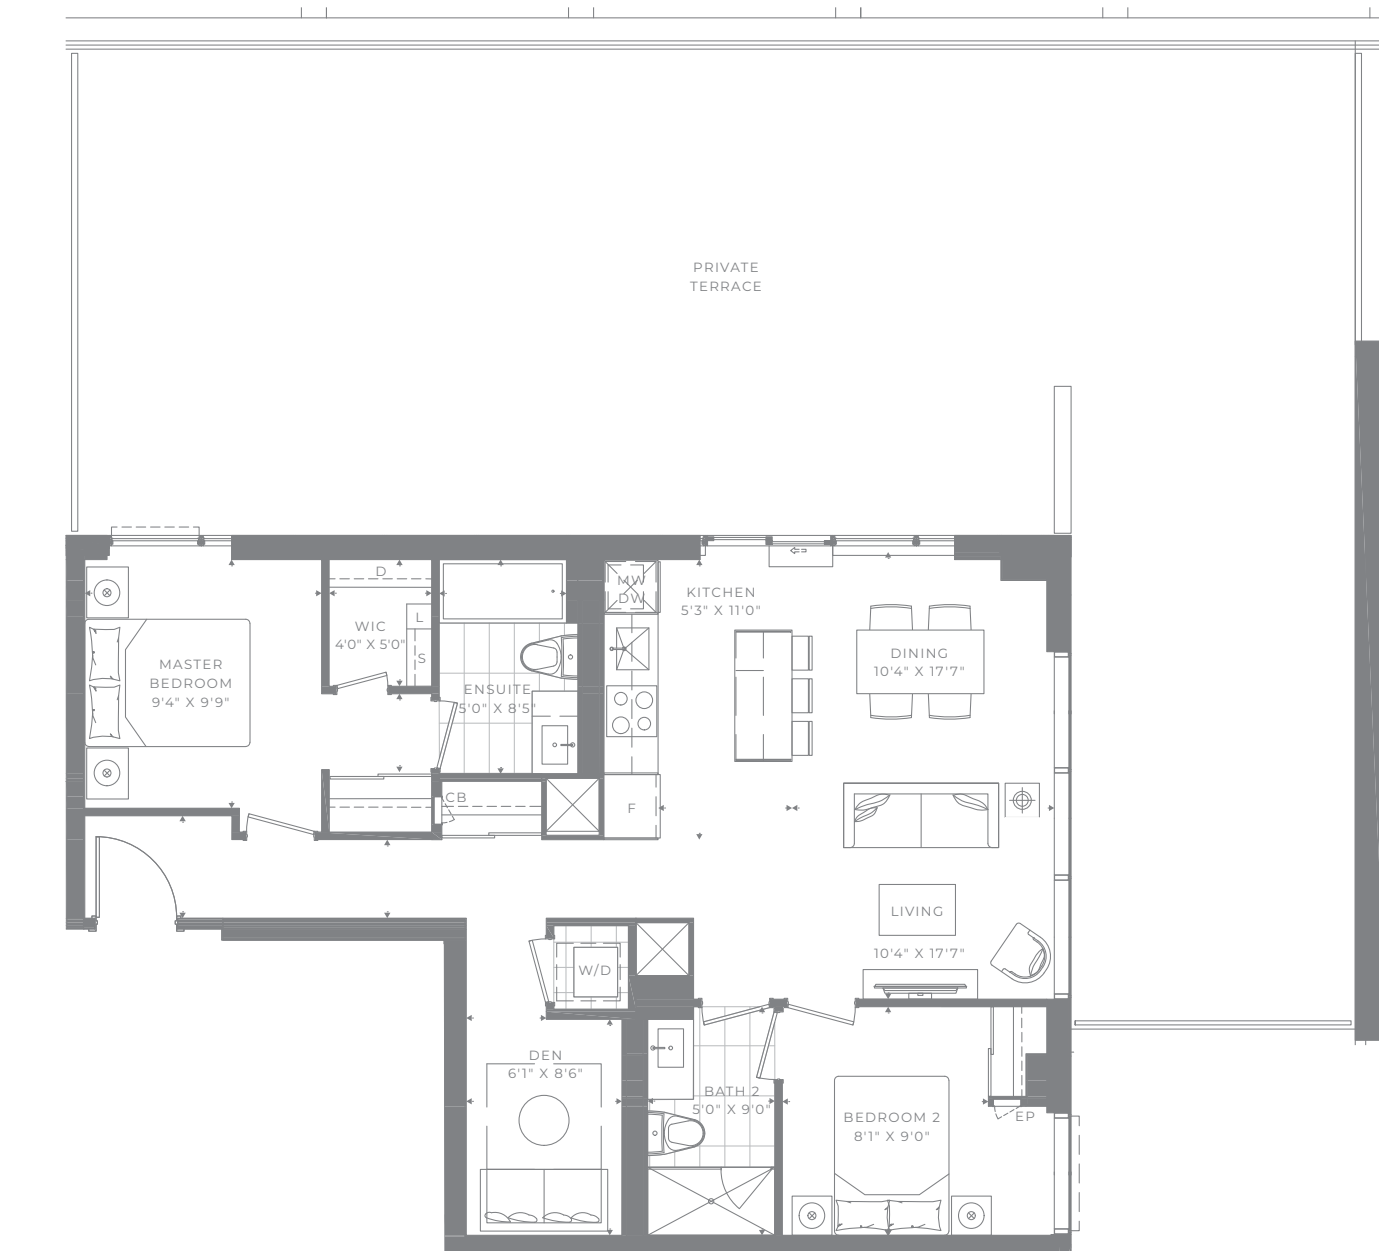 PRIVATE
TERRACE
D
MW
DW
KITCHEN
5'3" X 11'0"
L
WIC
4'0" X 5'0"
S
MASTER
BEDROOM
9'4" X 9'9"
ENSUITE
5'0" X 8'5"
DINING
10'4" X 17'7"
CB
F
LIVING
10'4" X 17'7"
W/D
DEN
6'1" X 8'6"
BATH 2
5'0" X 9'0"
BEDROOM 2
8'1" X 9'0"
EP